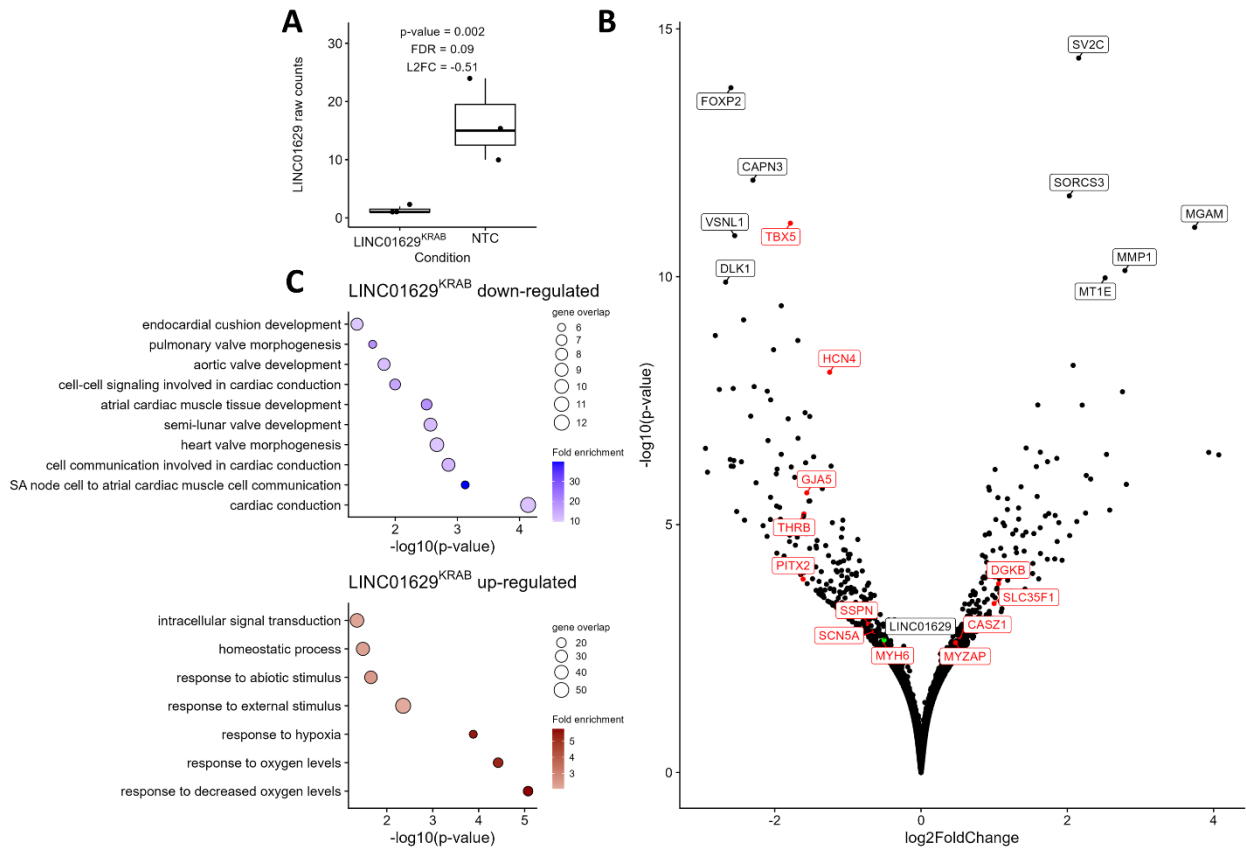 A
p-value = 0.002
FDR = 0.09
L2FC = -0.51
30
20
10
0
LINC01629 raw counts
LINC01629KRAB
NTC
Condition
C
LINC01629KRAB down-regulated
endocardial cushion development
pulmonary valve morphogenesis
aortic valve development
cell-cell signaling involved in cardiac conduction
atrial cardiac muscle tissue development
semi-lunar valve development
heart valve morphogenesis
cell communication involved in cardiac conduction
SA node cell to atrial cardiac muscle cell communication
cardiac conduction
2 3 4
-log10(p-value)
gene overlap
6
7
8
9
10
11
12
Fold enrichment
30
20
10
LINC01629KRAB up-regulated
intracellular signal transduction
homeostatic process
response to abiotic stimulus
response to external stimulus
response to hypoxia
response to oxygen levels
response to decreased oxygen levels
2 3 4 5
-log10(p-value)
gene overlap
20
30
40
50
Fold enrichment
5
4
3
B
15
10
5
0
-log10(p-value)
SV2C
FOXP2
CAPN3
SORCS3
MGAM
VSNL1
TBX5
MMP1
DLK1
MT1E
HCN4
GJA5
THRB
PITX2
DGKB
SLC35F1
SSPN
LINC01629
CASZ1
SCN5A
MYH6
MYZAP
-2 0 2 4
log2FoldChange